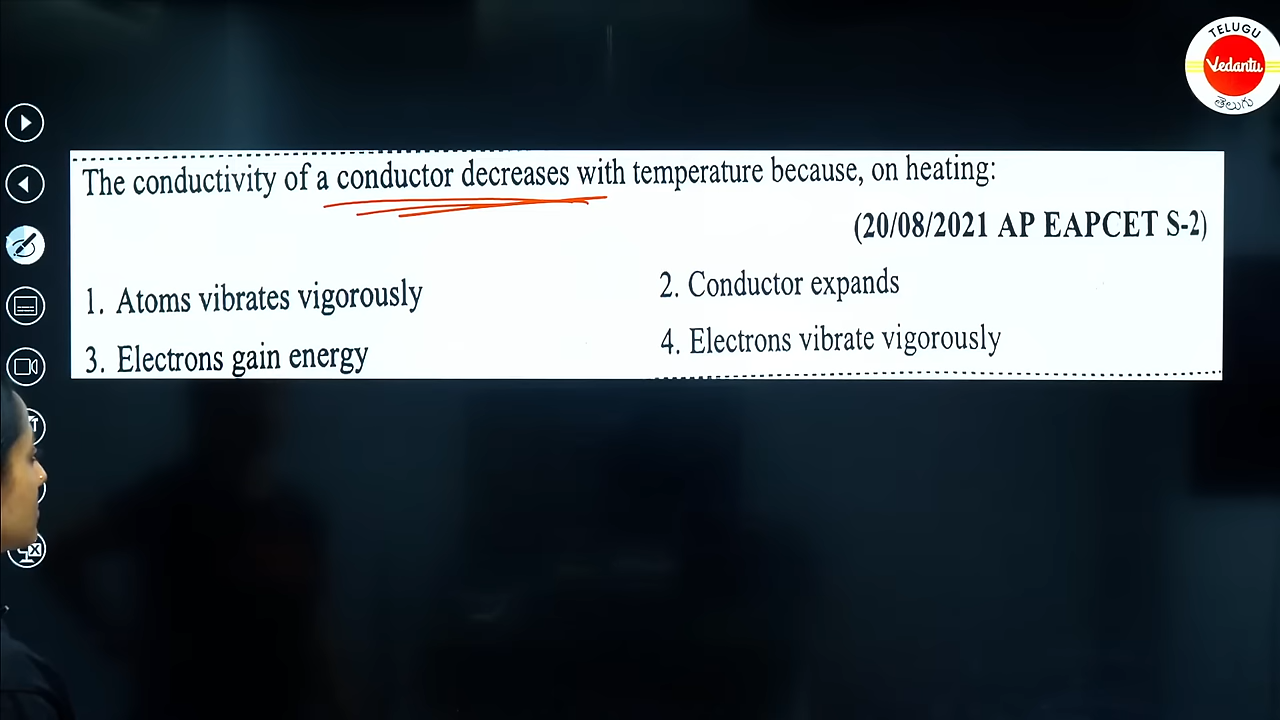 TELUGU
Vedantu
తెలుగు
The conductivity of a conductor decreases with temperature because, on heating:
(20/08/2021 AP EAPCET S-2)
1. Atoms vibrates vigorously
2. Conductor expands
3. Electrons gain energy
4. Electrons vibrate vigorously